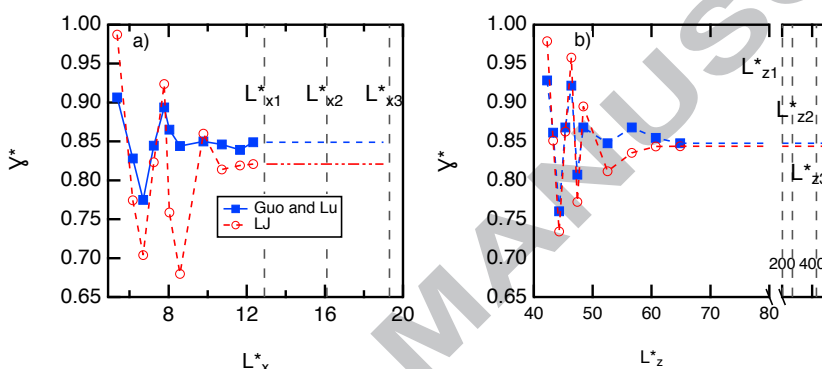 1.00
0.95
0.90
0.85
0.80
0.75
0.70
0.65
γ*
a)
L*x1 L*x2 L*x3
Guo and Lu
LJ
8 12 16 20
L*x
1.00
0.95
0.90
0.85
0.80
0.75
0.70
0.65
γ*
b)
L*z1
L*z2
L*z3
200 400
40 50 60 70 80
L*z
MANUS